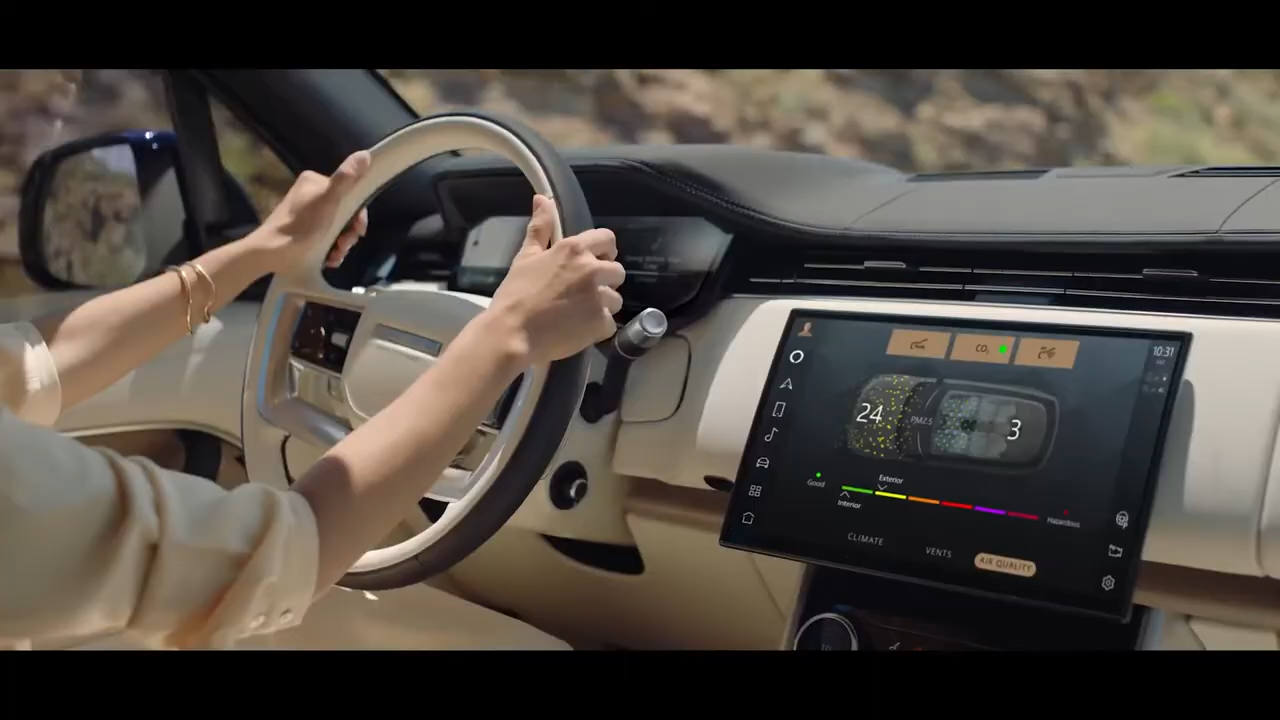 10:31
CO₂
24
PM2.5
3
Exterior
Good
Interior
Hazardous
CLIMATE
VENTS
AIR QUALITY